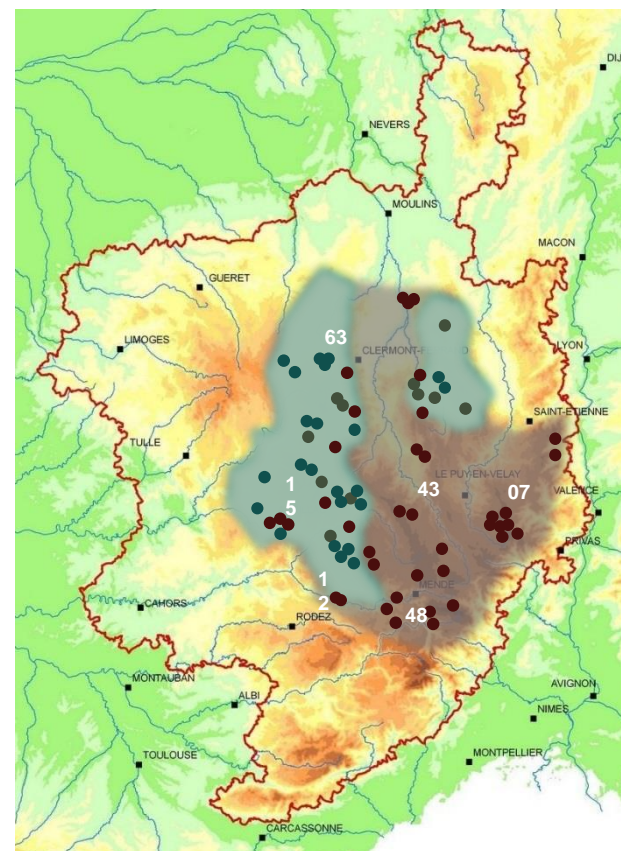 DIJ
NEVERS
MOULINS
MACON
GUERET
63
CLERMONT-F
D
LIMOGES
LYON
SAINT-ETIENNE
TULLE
LE PUY-EN-VELAY
1
5
43
07
VALENCE
PRIVAS
1
2
MENDE
CAHORS
RODEZ
48
MONTAUBAN
ALBI
AVIGNON
NIMES
TOULOUSE
MONTPELLIER
CARCASSONNE